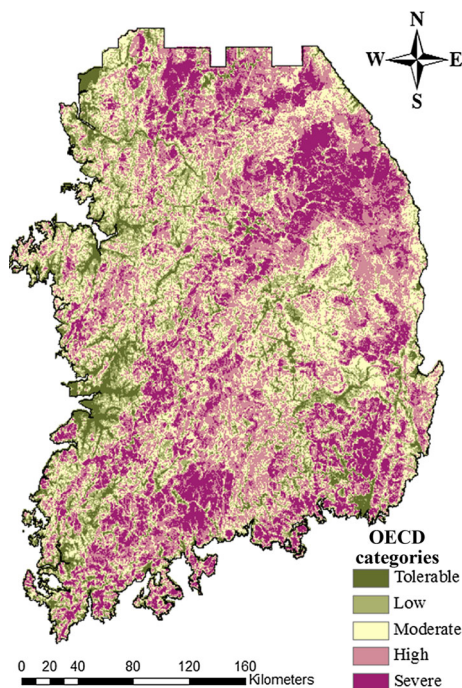 N
W E
S
OECD
categories
Tolerable
Low
Moderate
High
Severe
0 20 40 80 120 160
Kilometers